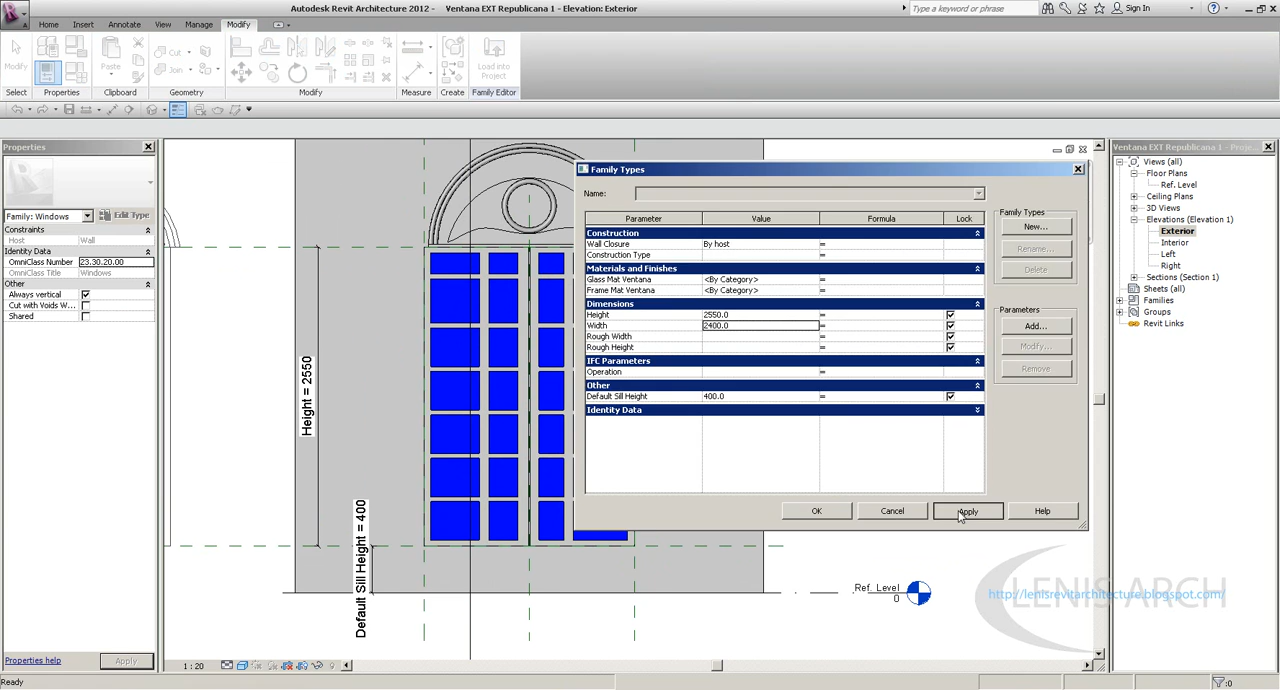 Autodesk Revit Architecture 2012 -    Ventana EXT Republicana 1 - Elevation: Exterior
Type a keyword or phrase
Sign In
Home Insert Annotate View Manage Modify
Modify
Paste
Cut
Join
Load into
Project
Select Properties Clipboard Geometry Modify Measure Create Family Editor
Properties
Family: Windows
Edit Type
Constraints
Host Wall
Identity Data
OmniClass Number 23.30.20.00
OmniClass Title Windows
Other
Always vertical
Cut with Voids W...
Shared
Properties help
Apply
Height = 2550
Default Sill Height = 400
Ref. Level
0
Family Types
Name:
Parameter Value Formula Lock
Construction
Wall Closure By host =
Construction Type =
Materials and Finishes
Glass Mat Ventana <By Category> =
Frame Mat Ventana <By Category> =
Dimensions
Height 2550.0 =
Width 2400.0 =
Rough Width =
Rough Height =
IFC Parameters
Operation =
Other
Default Sill Height 400.0 =
Identity Data
Family Types
New...
Rename...
Delete
Parameters
Add...
Modify...
Remove
OK
Cancel
Apply
Help
Ventana EXT Republicana 1 - Proje...
Views (all)
Floor Plans
Ref. Level
Ceiling Plans
3D Views
Elevations (Elevation 1)
Exterior
Interior
Left
Right
Sections (Section 1)
Sheets (all)
Families
Groups
Revit Links
LENIS ARCH
http://lenisrevitarchitecture.blogspot.com/
1 : 20
Ready
:0